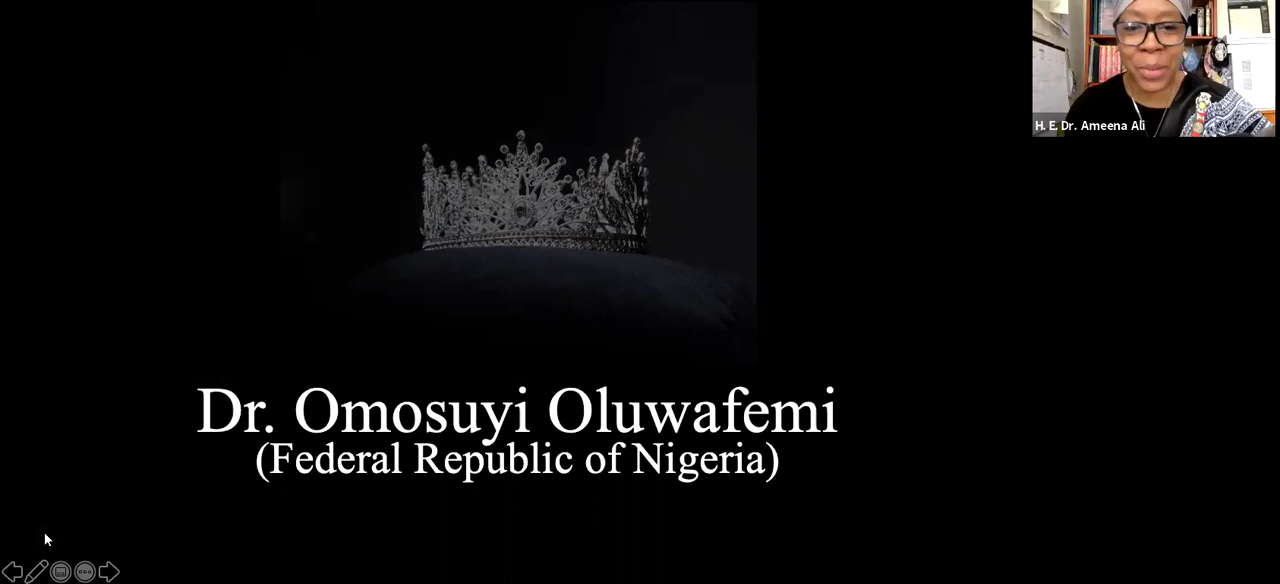 H. E. Dr. Ameena Ali
Dr. Omosuyi Oluwafemi
(Federal Republic of Nigeria)